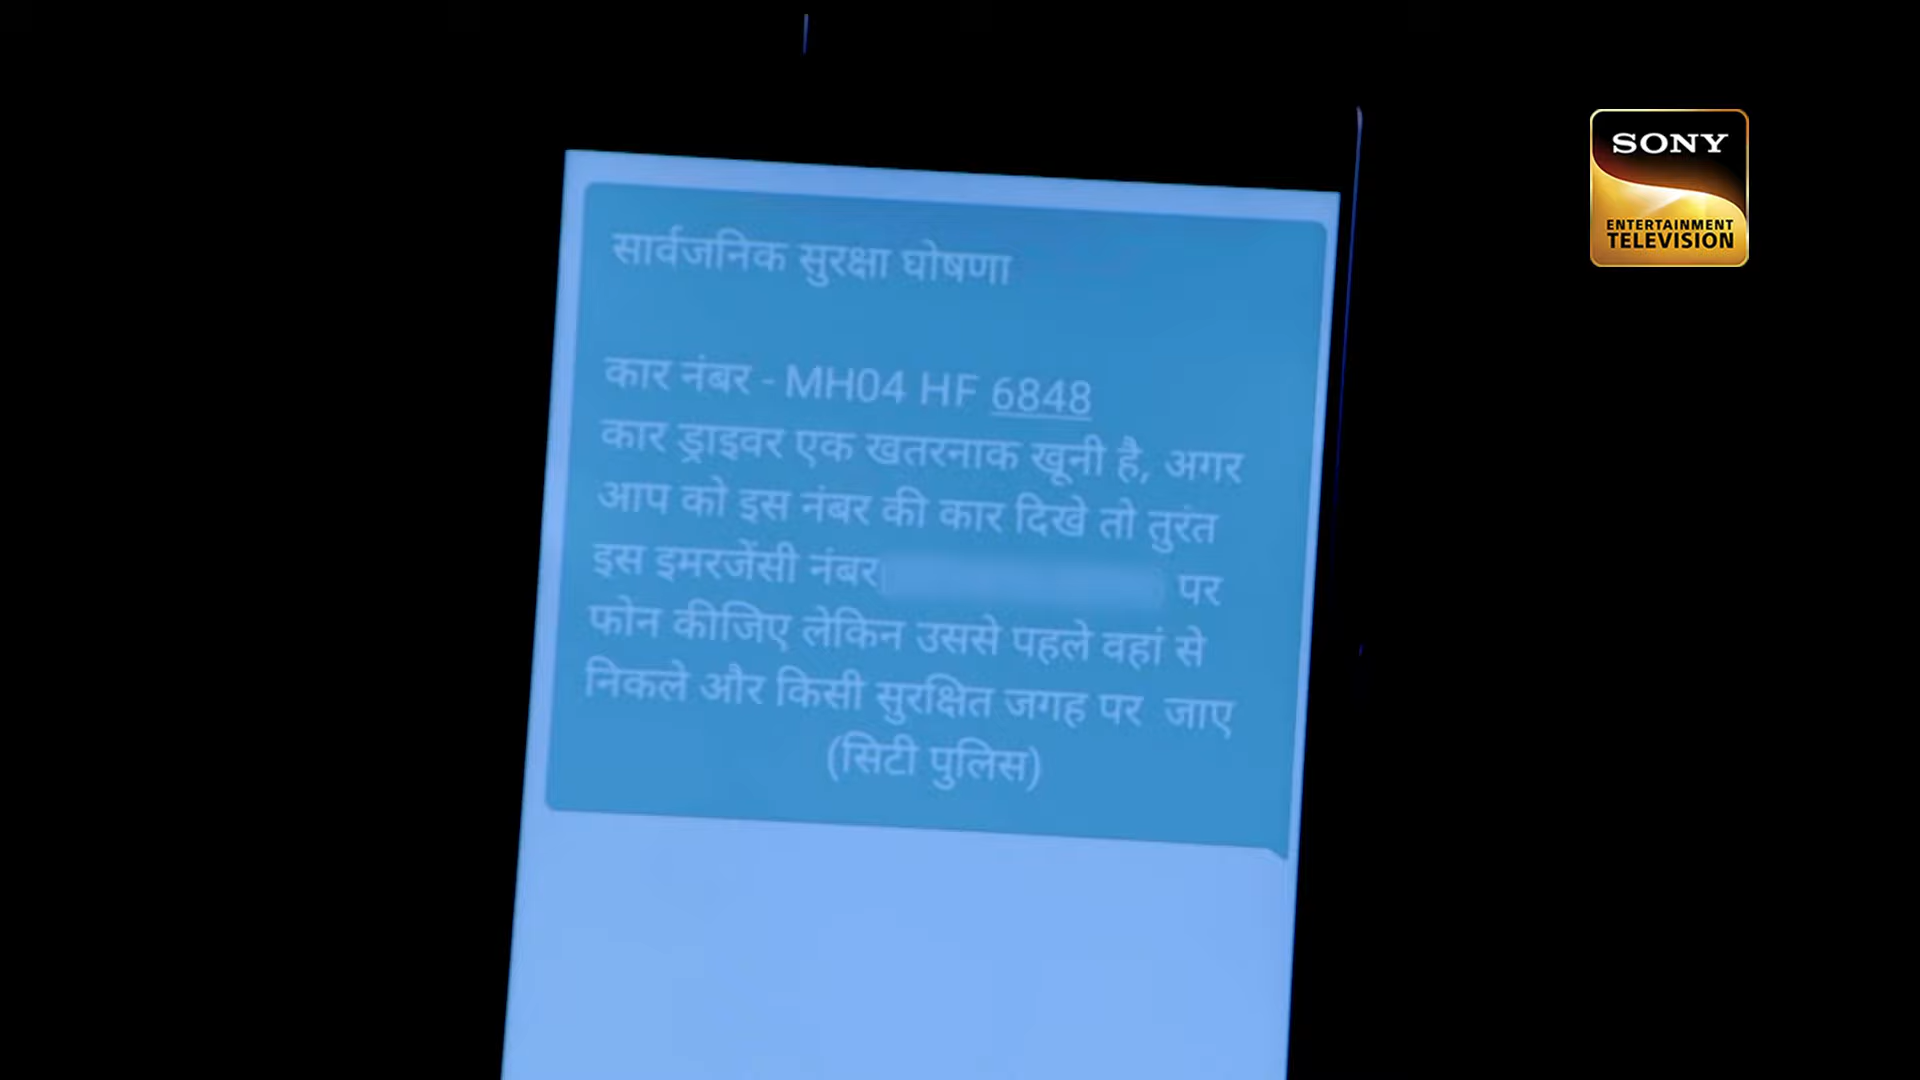 SONY
ENTERTAINMENT
TELEVISION
सार्वजनिक सुरक्षा घोषणा
कार नंबर - MH04 HF 6848
कार ड्राइवर एक खतरनाक खूनी है, अगर
आप को इस नंबर की कार दिखे तो तुरंत
इस इमरजेंसी नंबर पर
फोन कीजिए लेकिन उससे पहले वहां से
निकले और किसी सुरक्षित जगह पर जाए
(सिटी पुलिस)